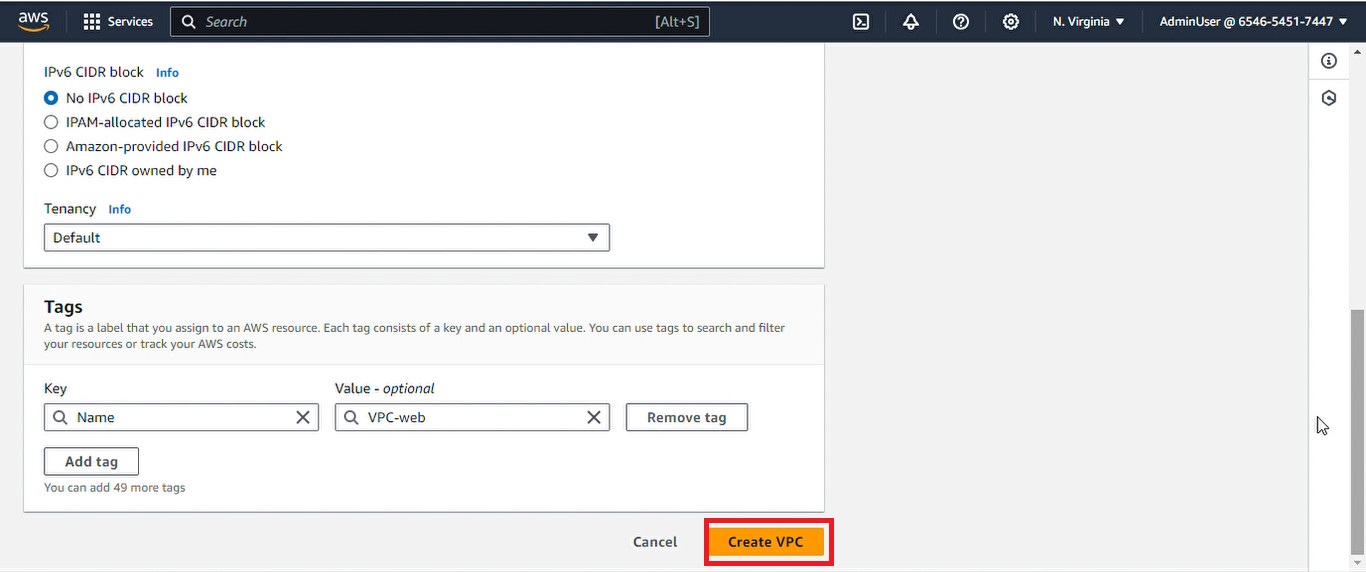 aws Services Search [Alt+S] N. Virginia AdminUser @ 6546-5451-7447
IPv6 CIDR block Info
No IPv6 CIDR block
IPAM-allocated IPv6 CIDR block
Amazon-provided IPv6 CIDR block
IPv6 CIDR owned by me
Tenancy Info
Default
Tags
A tag is a label that you assign to an AWS resource. Each tag consists of a key and an optional value. You can use tags to search and filter
your resources or track your AWS costs.
Key Value - optional
Name VPC-web Remove tag
Add tag
You can add 49 more tags
Cancel Create VPC